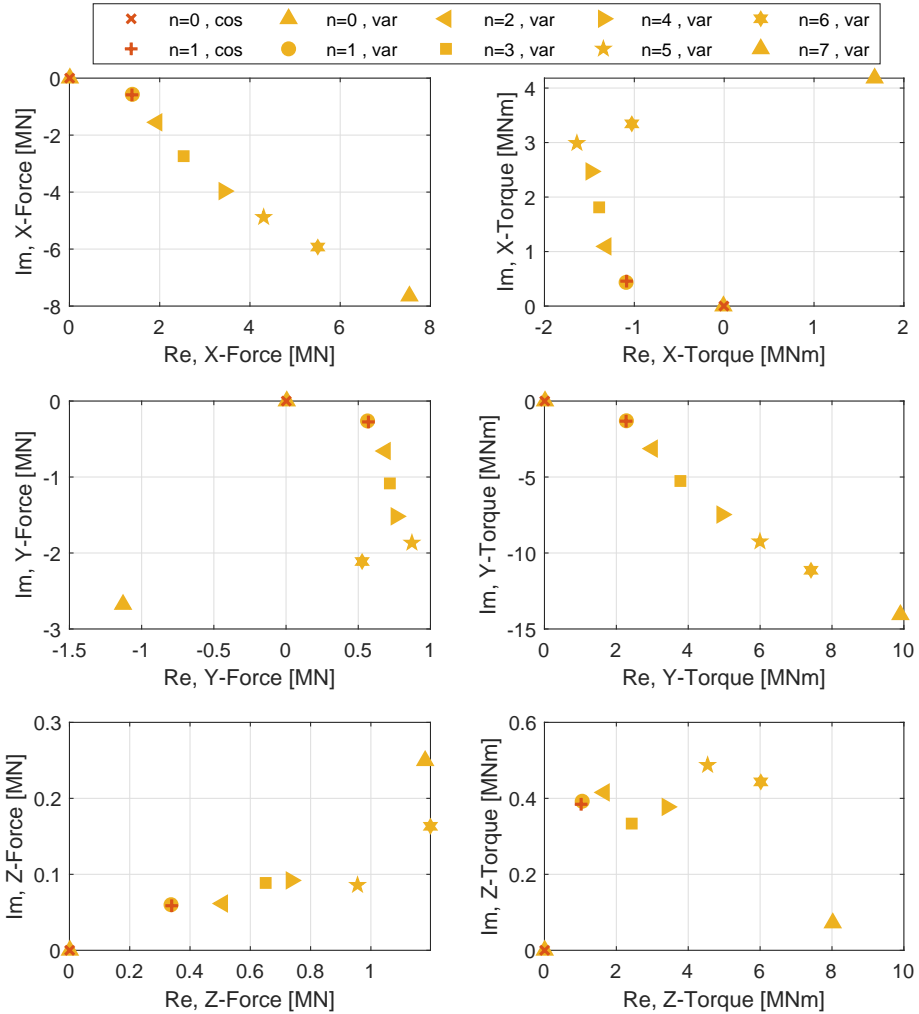 n=0 , cos n=0 , var n=2 , var n=4 , var n=6 , var
n=1 , cos n=1 , var n=3 , var n=5 , var n=7 , var
0
-2
-4
-6
-8
Im, X-Force [MN]
0 2 4 6 8
Re, X-Force [MN]
4
3
2
1
0
Im, X-Torque [MNm]
-2 -1 0 1 2
Re, X-Torque [MNm]
0
-1
-2
-3
Im, Y-Force [MN]
-1.5 -1 -0.5 0 0.5 1
Re, Y-Force [MN]
0
-5
-10
-15
Im, Y-Torque [MNm]
0 2 4 6 8 10
Re, Y-Torque [MNm]
0.3
0.2
0.1
0
Im, Z-Force [MN]
0 0.2 0.4 0.6 0.8 1
Re, Z-Force [MN]
0.6
0.4
0.2
0
Im, Z-Torque [MNm]
0 2 4 6 8 10
Re, Z-Torque [MNm]